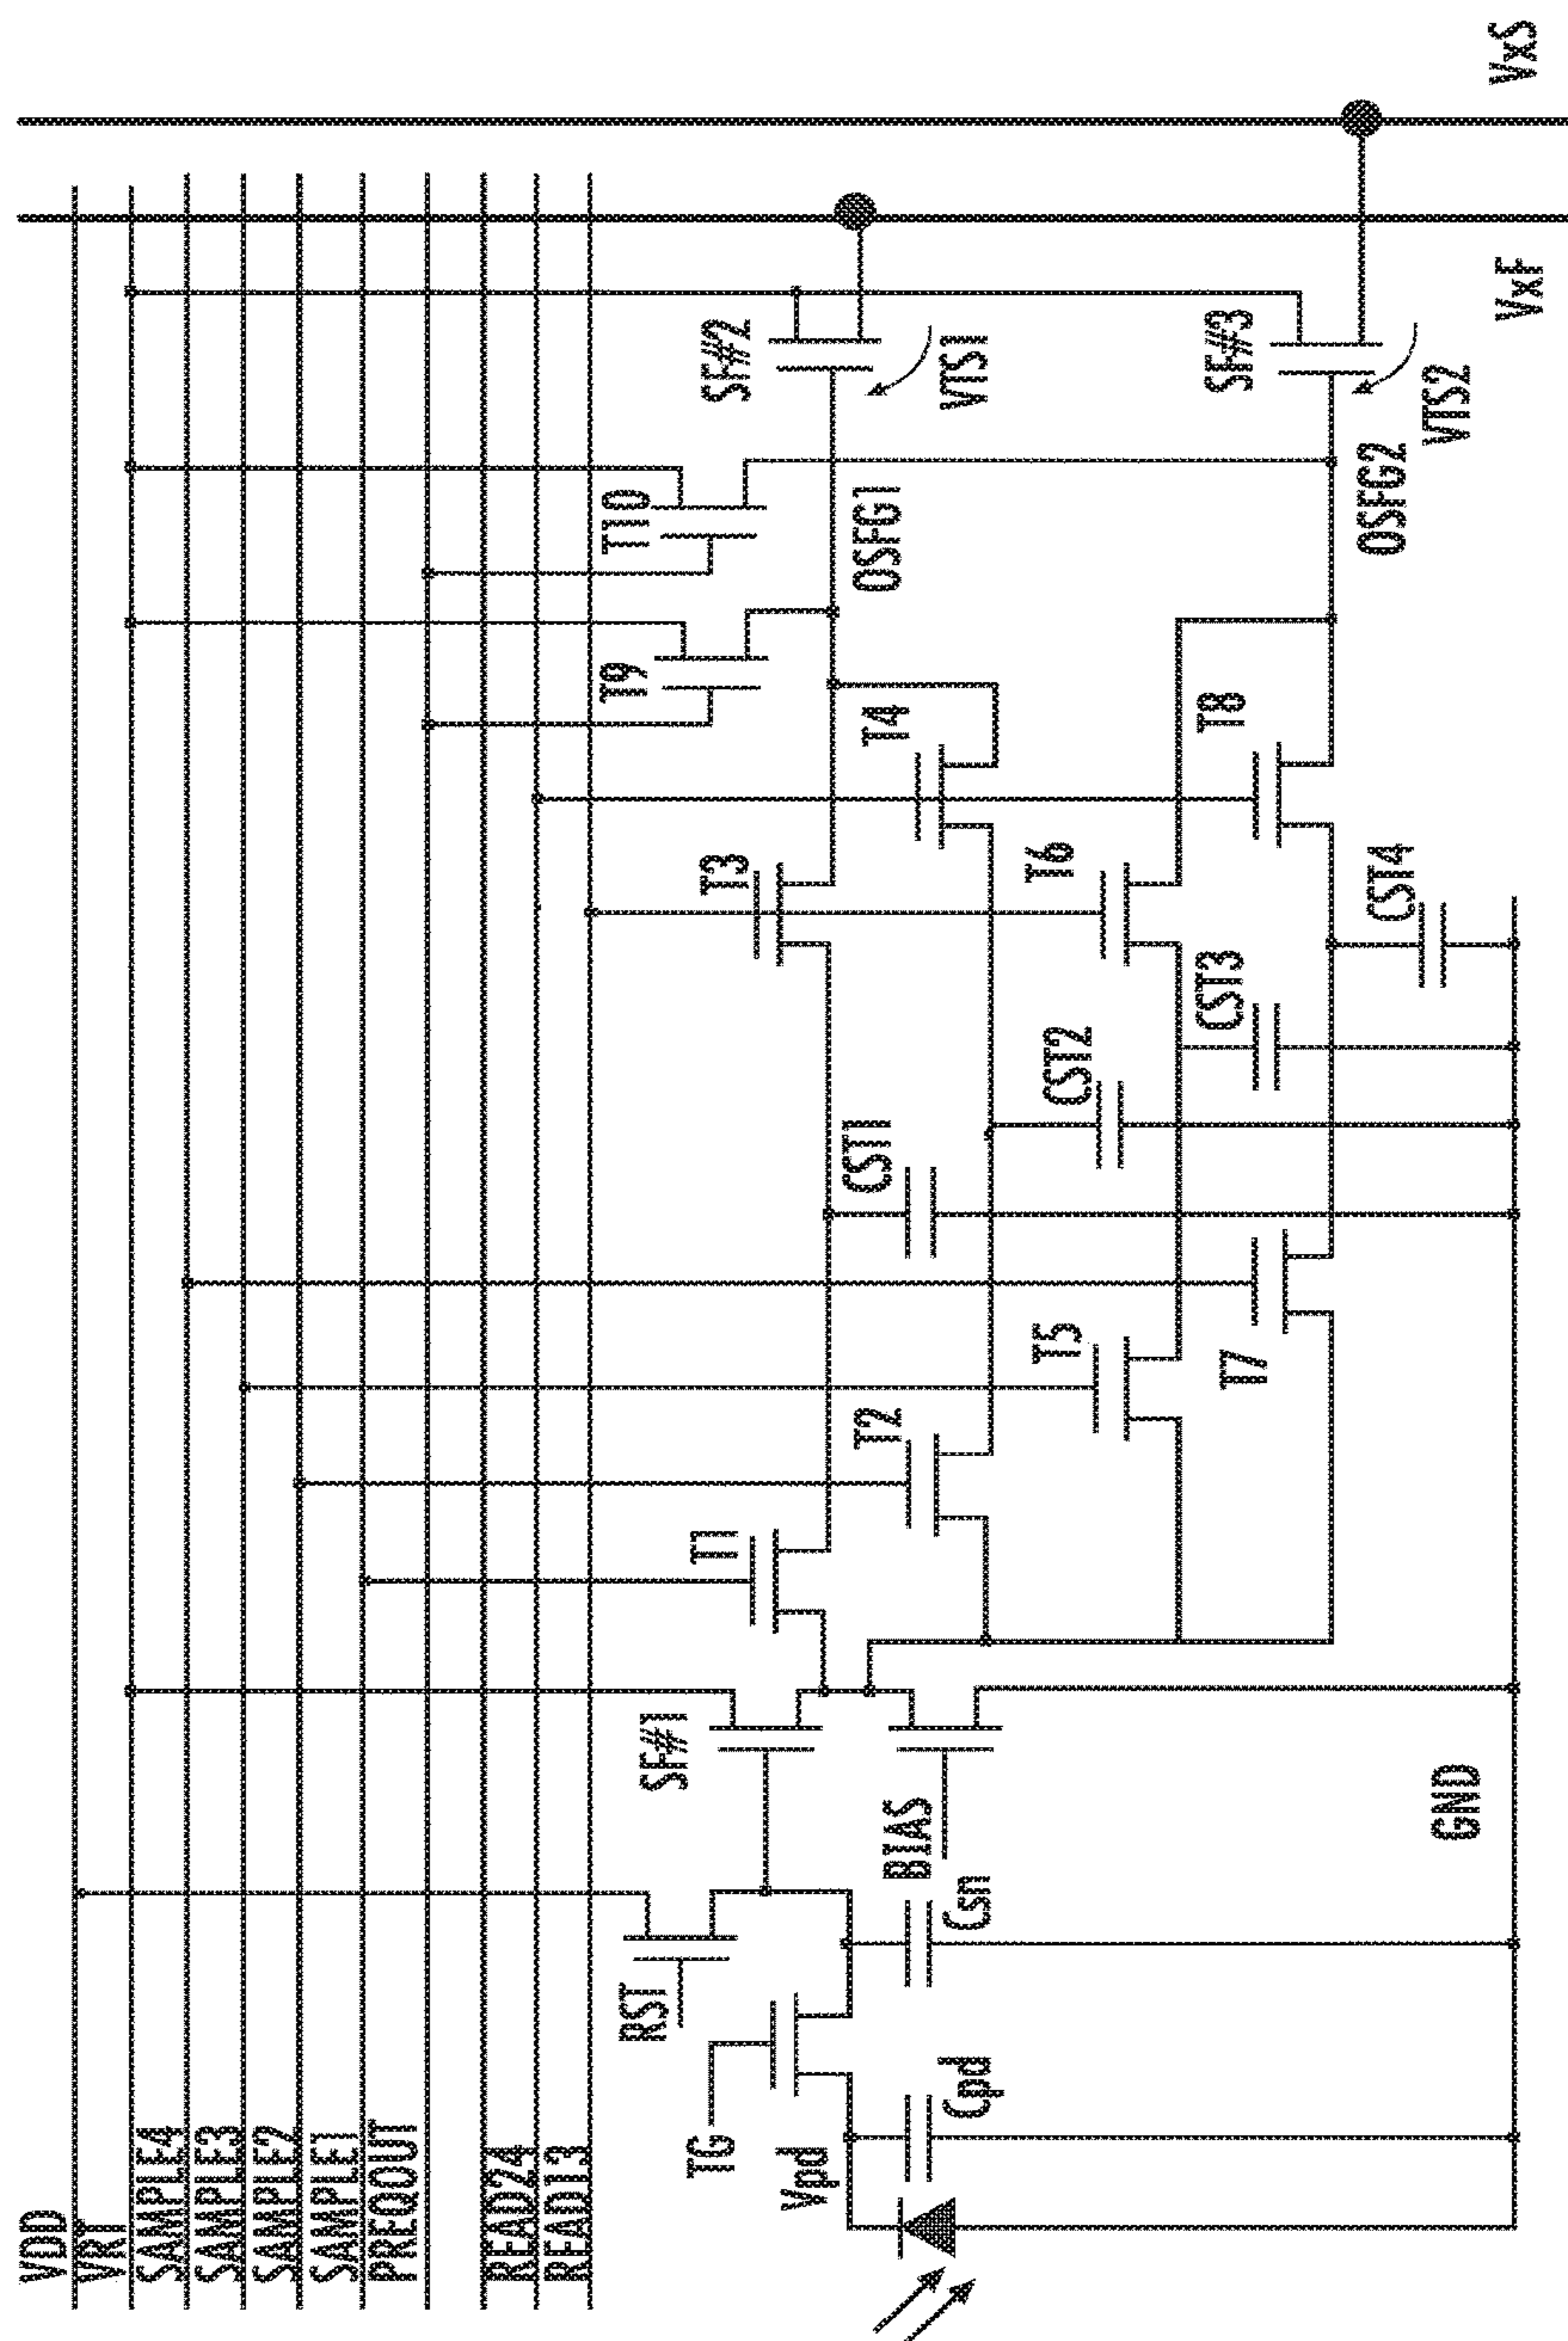 VDD
VRT
SAMPLE4
SAMPLE3
SAMPLE2
SAMPLE1
PREQOUT
READ24
READ13
TG
Vpd
Cpd
RST
Csn
BIAS
SF#1
GND
T1
T2
T5
T7
CST1
CST2
CST3
CST4
T3
T4
T6
T8
T9
T10
OSFG1
OSFG2
SF#2
VTS1
SF#3
VTS2
VxF
VxS